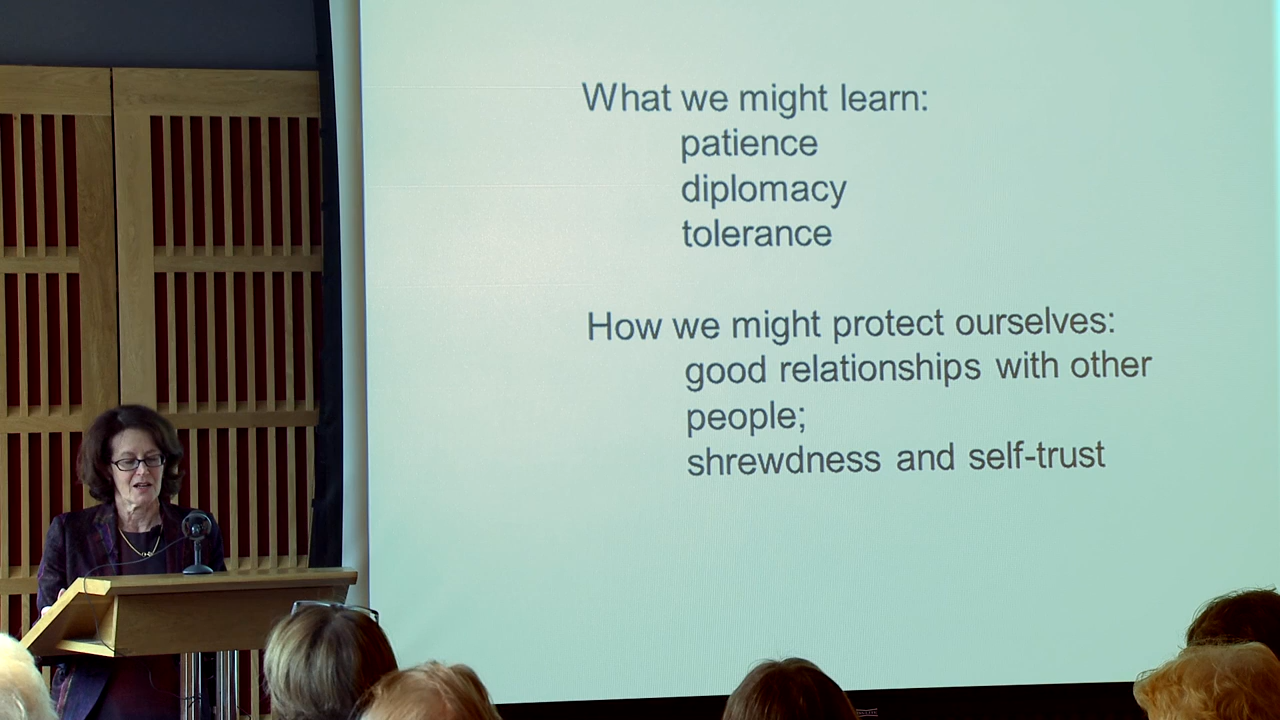 What we might learn:
patience
diplomacy
tolerance
How we might protect ourselves:
good relationships with other
people;
shrewdness and self-trust